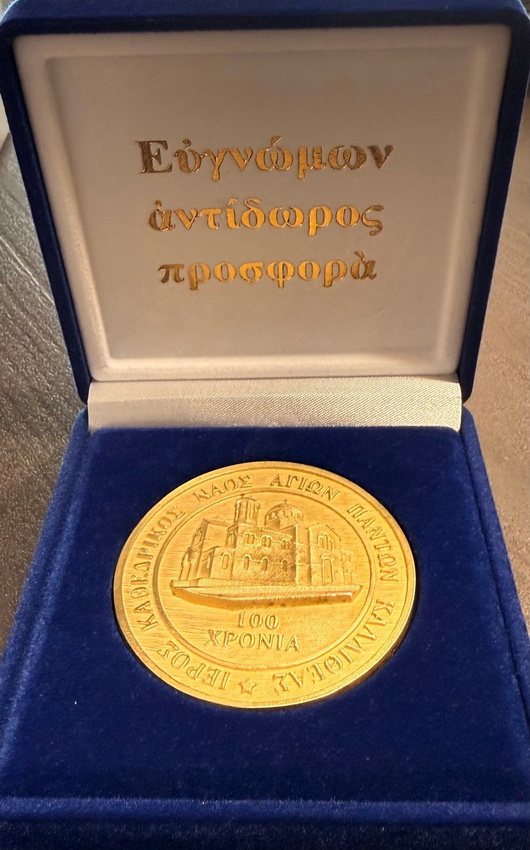 Εὐγνώμων
ἀντίδωρος
προσφορὰ
ΙΕΡΟΣ ΚΑΘΕΔΡΙΚΟΣ ΝΑΟΣ ΑΓΙΩΝ ΠΑΝΤΩΝ ΚΑΛΛΙΘΕΑΣ
100
ΧΡΟΝΙΑ